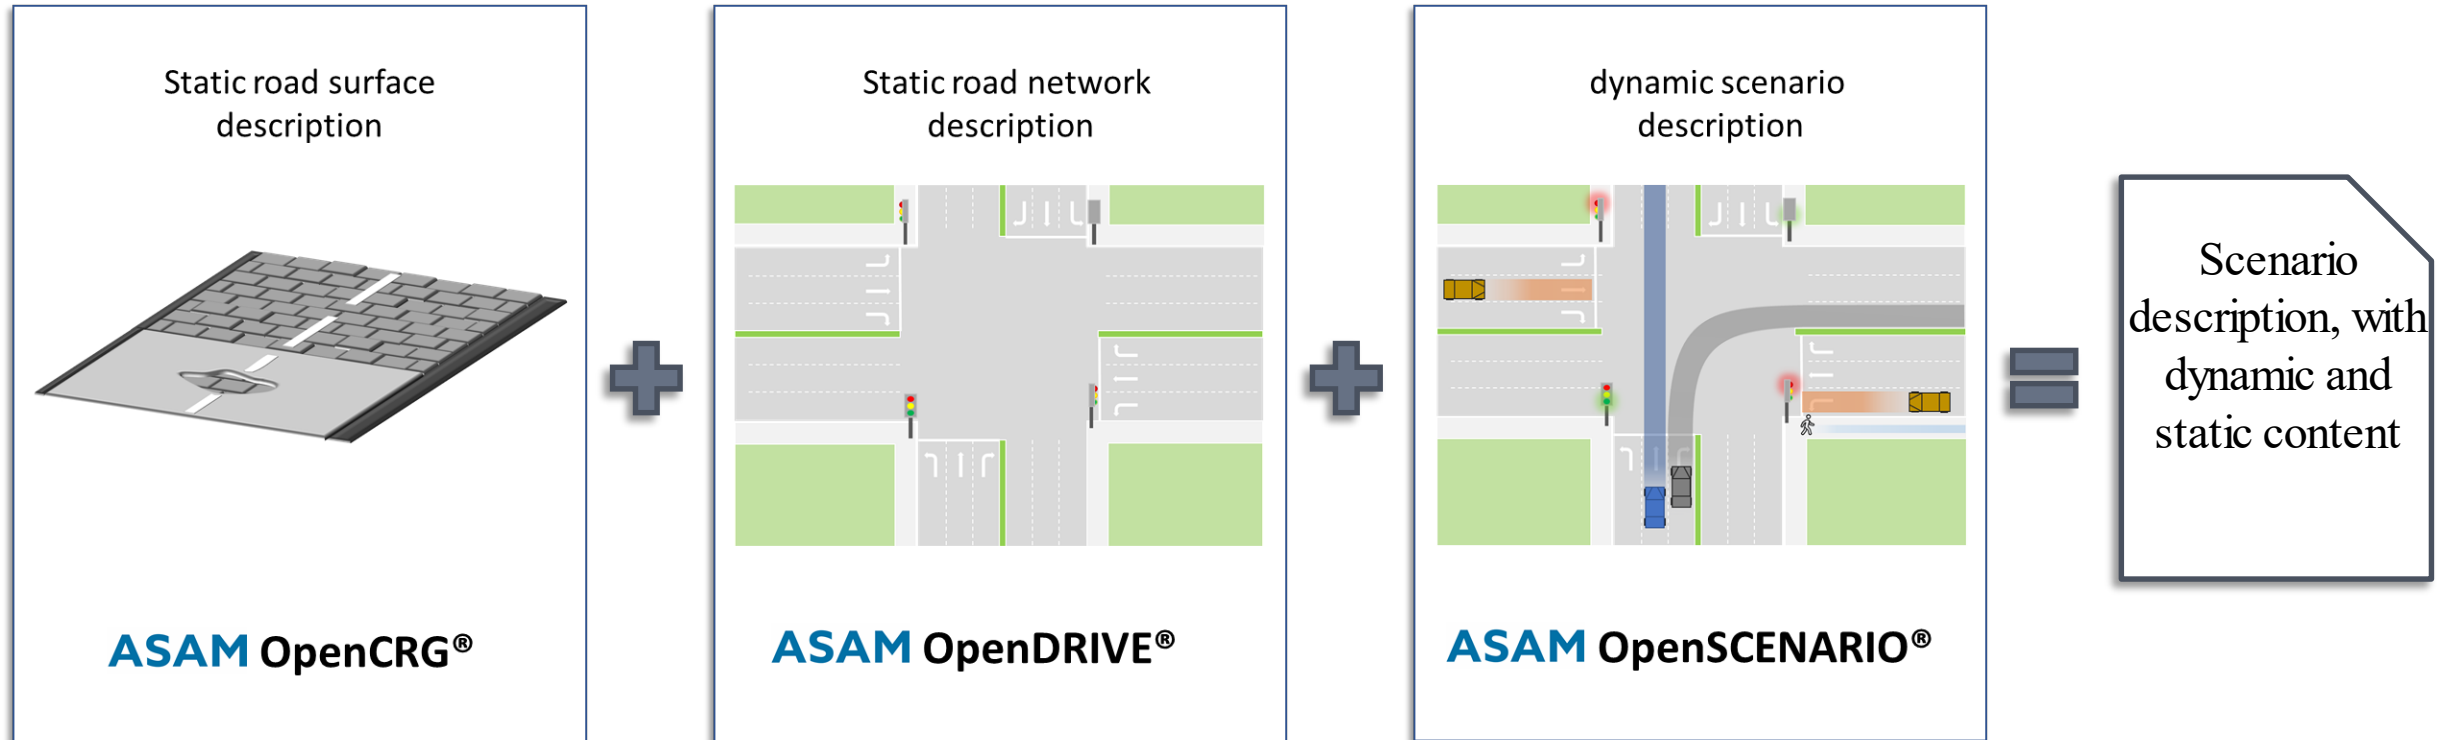 Static road surface
description
ASAM OpenCRG®
Static road network
description
ASAM OpenDRIVE®
dynamic scenario
description
ASAM OpenSCENARIO®
Scenario
description, with
dynamic and
static content